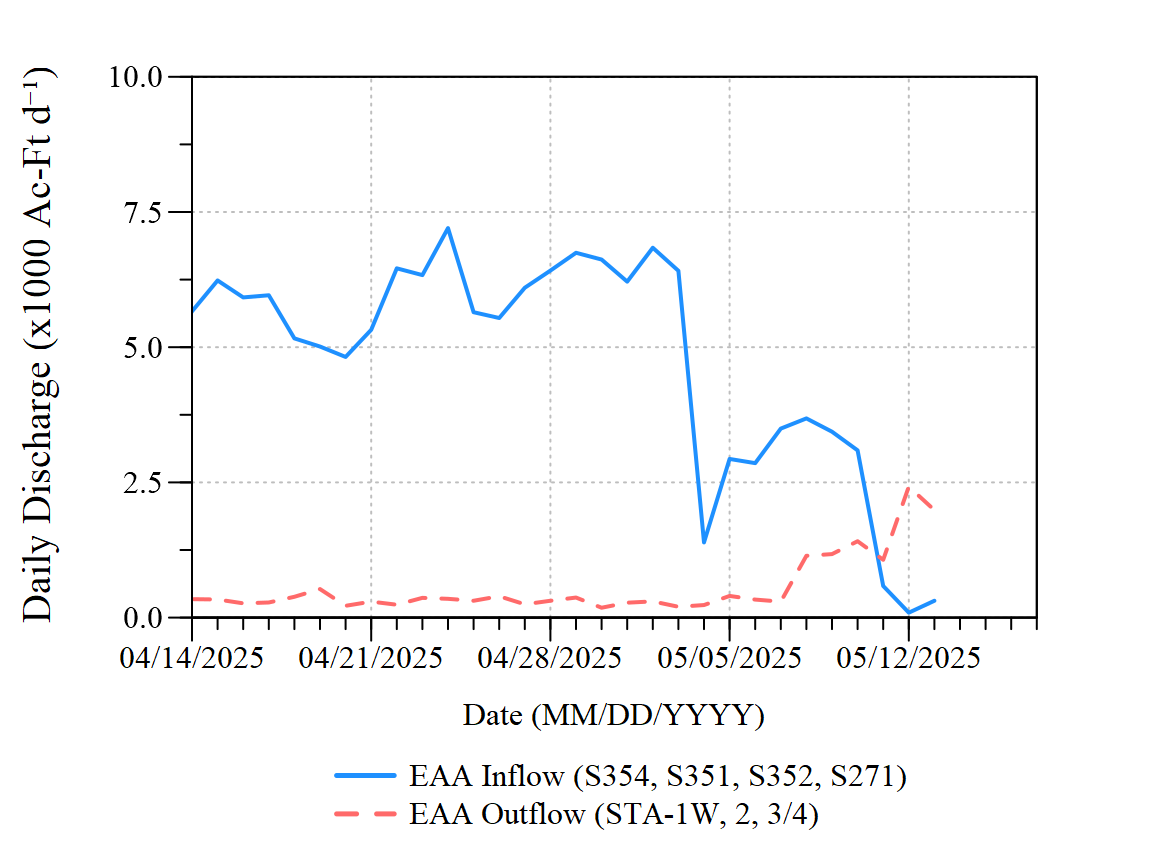 Daily Discharge (x1000 Ac-Ft d⁻¹)
10.0
7.5
5.0
2.5
0.0
04/14/2025 04/21/2025 04/28/2025 05/05/2025 05/12/2025
Date (MM/DD/YYYY)
EAA Inflow (S354, S351, S352, S271)
EAA Outflow (STA-1W, 2, 3/4)